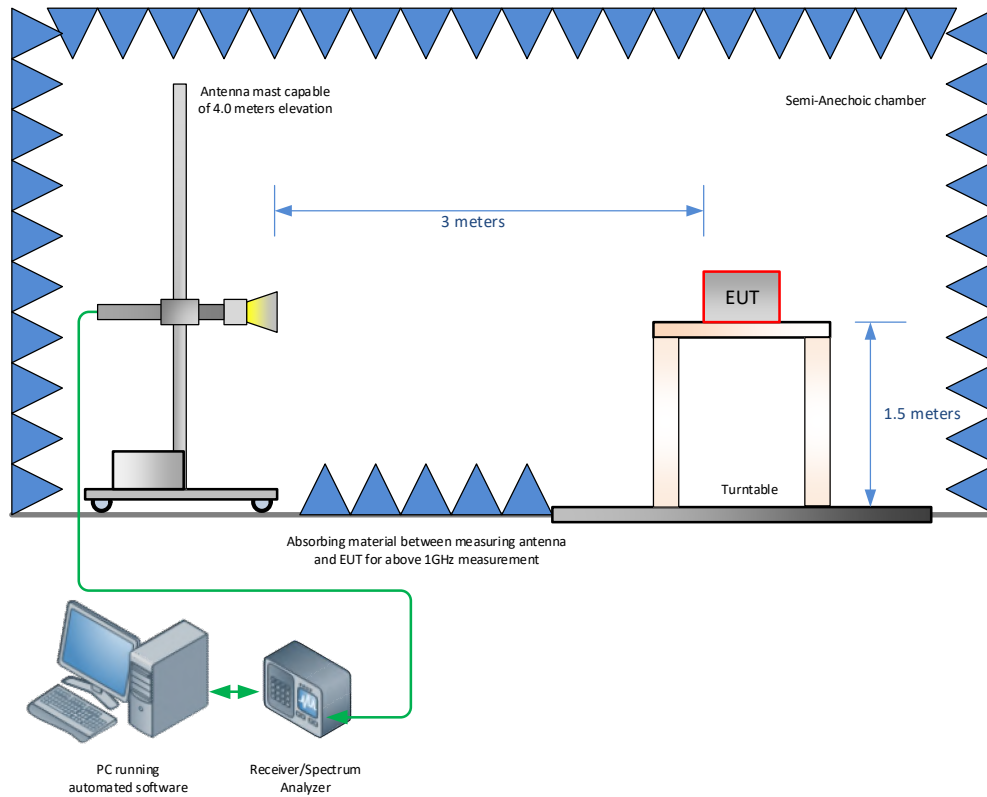 Antenna mast capable
of 4.0 meters elevation
Semi-Anechoic chamber
3 meters
EUT
1.5 meters
Turntable
Absorbing material between measuring antenna
and EUT for above 1GHz measurement
PC running
automated software
Receiver/Spectrum
Analyzer